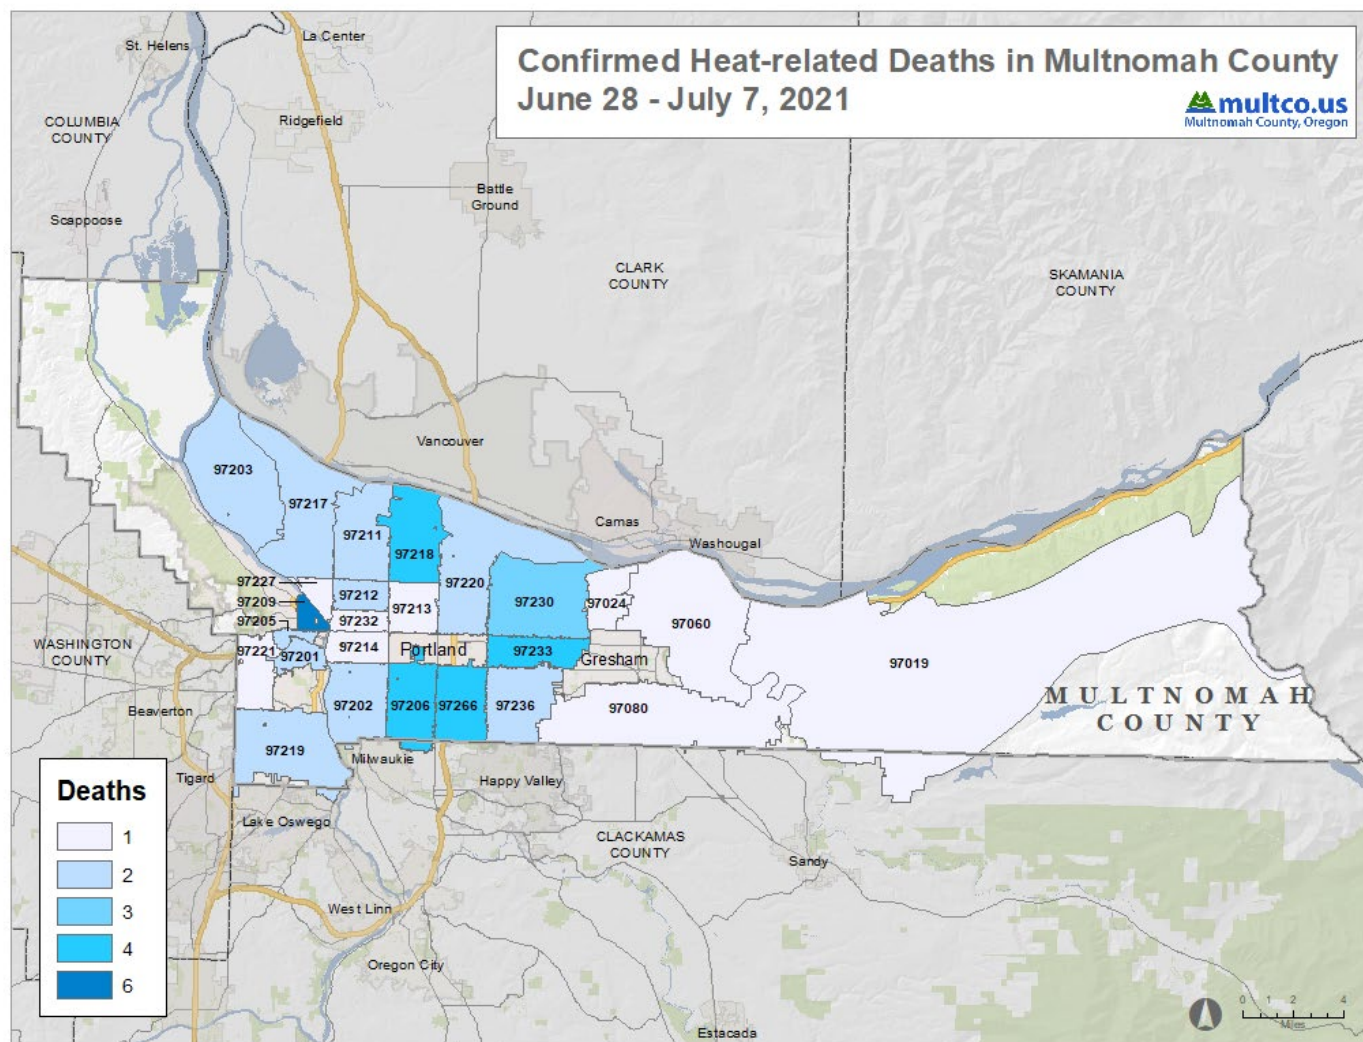 Confirmed Heat-related Deaths in Multnomah County
June 28 - July 7, 2021
multco.us
Multnomah County, Oregon
St. Helens
La Center
COLUMBIA
COUNTY
Ridgefield
Scappoose
Battle
Ground
CLARK
COUNTY
SKAMANIA
COUNTY
Vancouver
Camas
Washougal
97203
97217
97211
97218
97220
97230
97227
97209
97205
97212
97232
97213
97024
97060
97019
WASHINGTON
COUNTY
97221
97201
97214
Portland
97233
Gresham
Beaverton
97202
97206
97266
97236
97080
MULTNOMAH
COUNTY
97219
Tigard
Milwaukie
Happy Valley
Lake Oswego
CLACKAMAS
COUNTY
Sandy
West Linn
Oregon City
Estacada
Deaths
1
2
3
4
6
0 1 2 4
Miles